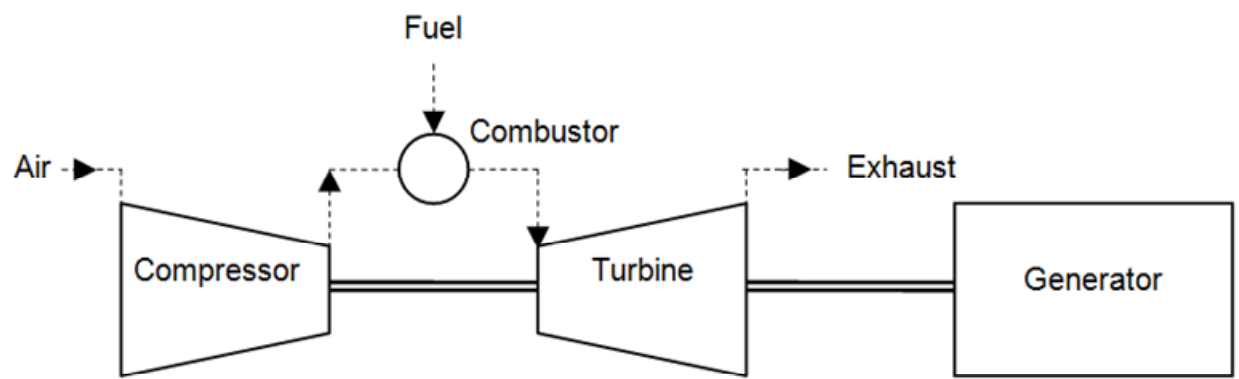 Fuel
Combustor
Air
Exhaust
Compressor
Turbine
Generator